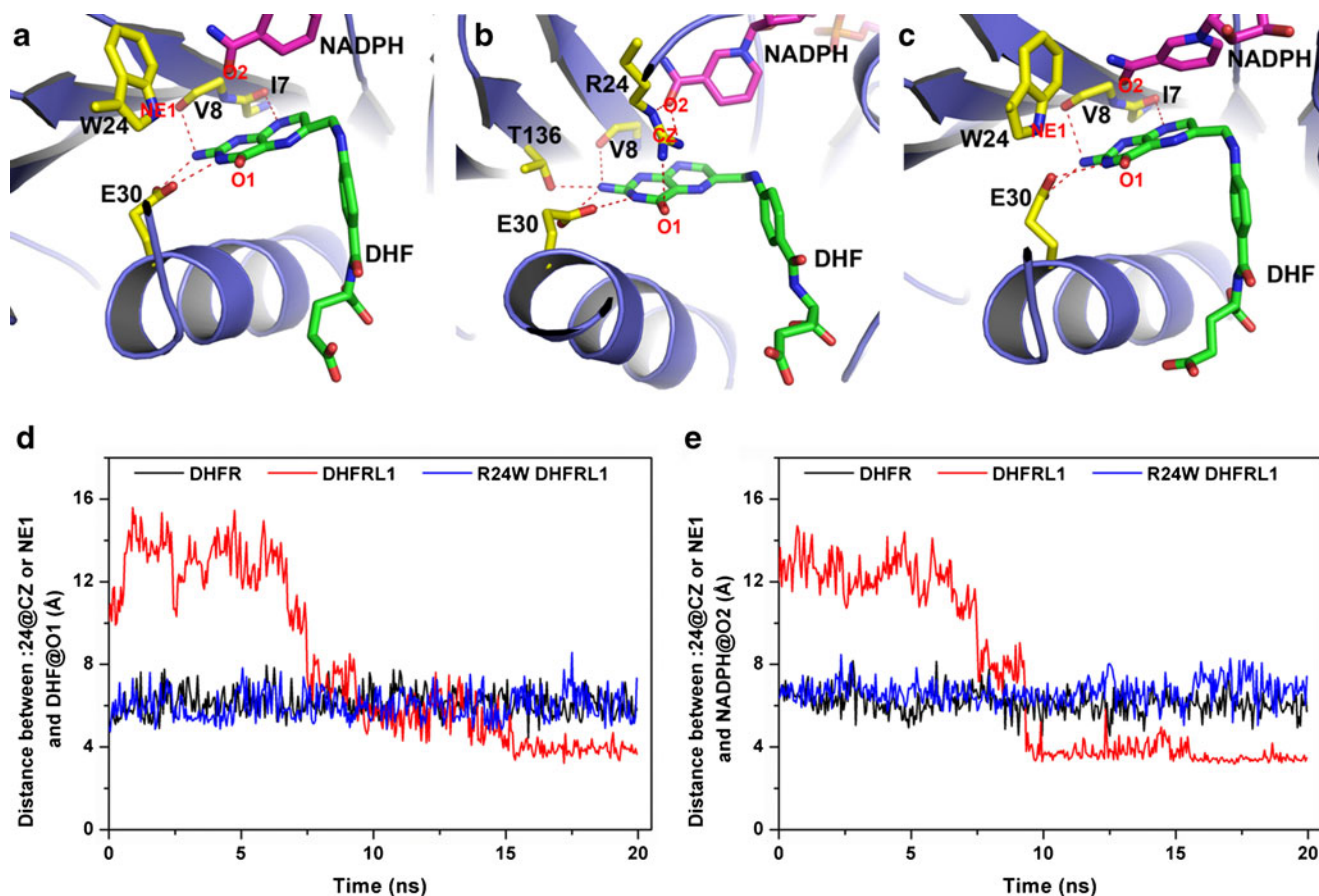 a
NADPH
O2
I7
NE1
V8
W24
E30
O1
DHF
b
NADPH
R24
O2
T136
V8
CZ
E30
O1
DHF
c
NADPH
O2
I7
V8
NE1
W24
E30
O1
DHF
d
DHFR DHFRL1 R24W DHFRL1
Distance between :24@CZ or NE1
and DHF@O1 (Å)
16
12
8
4
0
0 5 10 15 20
Time (ns)
e
DHFR DHFRL1 R24W DHFRL1
Distance between :24@CZ or NE1
and NADPH@O2 (Å)
16
12
8
4
0
0 5 10 15 20
Time (ns)